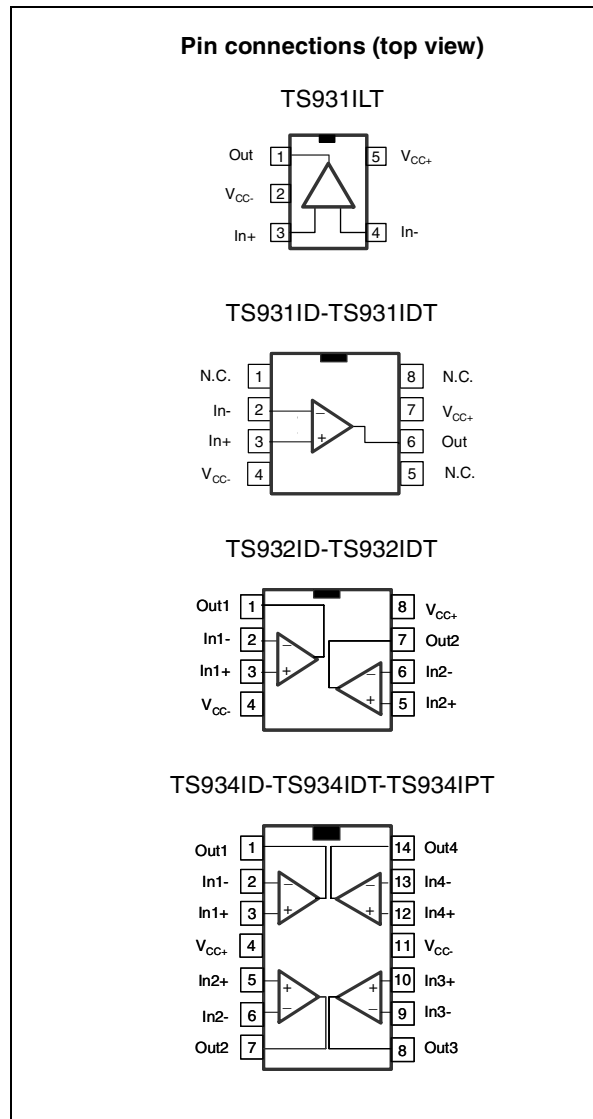 Pin connections (top view)
TS931ILT
Out 1 5 VCC+
VCC- 2
In+ 3 4 In-
TS931ID-TS931IDT
N.C. 1 8 N.C.
In- 2 − 7 VCC+
In+ 3 + 6 Out
VCC- 4 5 N.C.
TS932ID-TS932IDT
Out1 1 8 VCC+
In1- 2 − 7 Out2
In1+ 3 + − 6 In2-
VCC- 4 + 5 In2+
TS934ID-TS934IDT-TS934IPT
Out1 1 14 Out4
In1- 2 − − 13 In4-
In1+ 3 + + 12 In4+
VCC+ 4 11 VCC-
In2+ 5 + + 10 In3+
In2- 6 − − 9 In3-
Out2 7 8 Out3